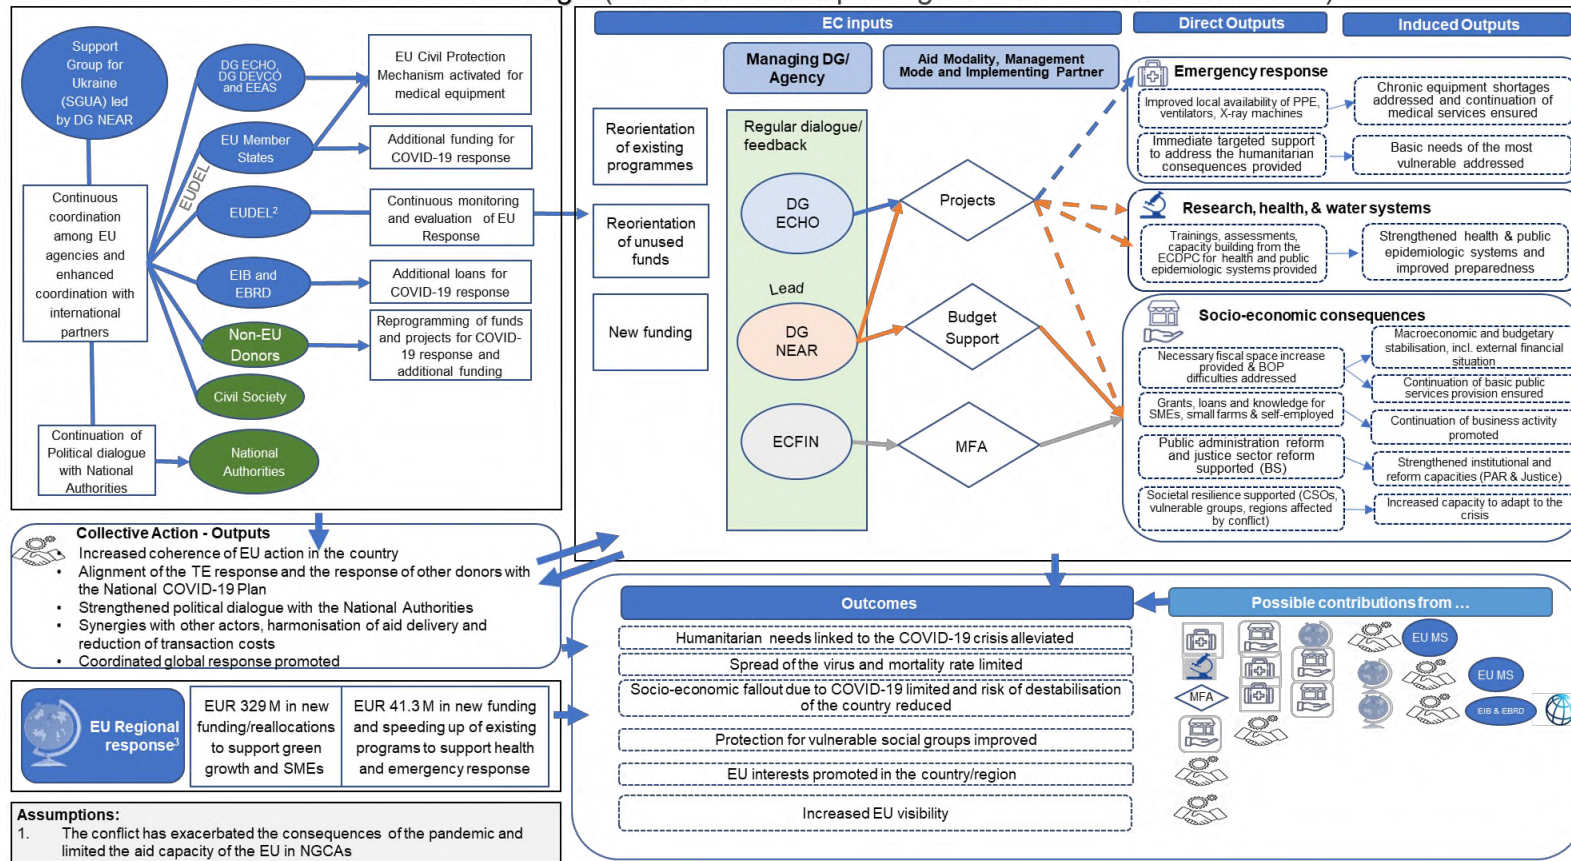 Support
Group for
Ukraine
(SGUA) led
by DG NEAR
Continuous
coordination
among EU
agencies and
enhanced
coordination with
international
partners
Continuation of
Political dialogue
with National
Authorities
EUDEL
DG ECHO,
DG DEVCO
and EEAS
EU Member
States
EUDEL²
EIB and
EBRD
Non-EU
Donors
Civil Society
National
Authorities
EU Civil Protection
Mechanism activated for
medical equipment
Additional funding for
COVID-19 response
Continuous monitoring
and evaluation of EU
Response
Additional loans for
COVID-19 response
Reprogramming of funds
and projects for COVID-
19 response and
additional funding
EC inputs
Direct Outputs
Induced Outputs
Managing DG/
Agency
Aid Modality, Management
Mode and Implementing Partner
Reorientation
of existing
programmes
Reorientation
of unused
funds
New funding
Regular dialogue/
feedback
DG
ECHO
Lead
DG
NEAR
ECFIN
Projects
Budget
Support
MFA
Emergency response
Improved local availability of PPE,
ventilators, X-ray machines
Chronic equipment shortages
addressed and continuation of
medical services ensured
Immediate targeted support
to address the humanitarian
consequences provided
Basic needs of the most
vulnerable addressed
Research, health, & water systems
Trainings, assessments,
capacity building from the
ECDPC for health and public
epidemiologic systems provided
Strengthened health & public
epidemiologic systems and
improved preparedness
Socio-economic consequences
Necessary fiscal space increase
provided & BOP
difficulties addressed
Macroeconomic and budgetary
stabilisation, incl. external financial
situation
Continuation of basic public
services provision ensured
Grants, loans and knowledge for
SMEs, small farms & self-employed
Continuation of business activity
promoted
Public administration reform
and justice sector reform
supported (BS)
Strengthened institutional and
reform capacities (PAR & Justice)
Societal resilience supported (CSOs,
vulnerable groups, regions affected
by conflict)
Increased capacity to adapt to the
crisis
Collective Action - Outputs
• Increased coherence of EU action in the country
• Alignment of the TE response and the response of other donors with
the National COVID-19 Plan
• Strengthened political dialogue with the National Authorities
• Synergies with other actors, harmonisation of aid delivery and
reduction of transaction costs
• Coordinated global response promoted
EU Regional
response³
EUR 329 M in new
funding/reallocations
to support green
growth and SMEs
EUR 41.3 M in new funding
and speeding up of existing
programs to support health
and emergency response
Assumptions:
1. The conflict has exacerbated the consequences of the pandemic and
limited the aid capacity of the EU in NGCAs
Outcomes
Possible contributions from ...
Humanitarian needs linked to the COVID-19 crisis alleviated
EU MS
Spread of the virus and mortality rate limited
EU MS
Socio-economic fallout due to COVID-19 limited and risk of destabilisation
of the country reduced
MFA
EIB & EBRD
Protection for vulnerable social groups improved
EU interests promoted in the country/region
Increased EU visibility